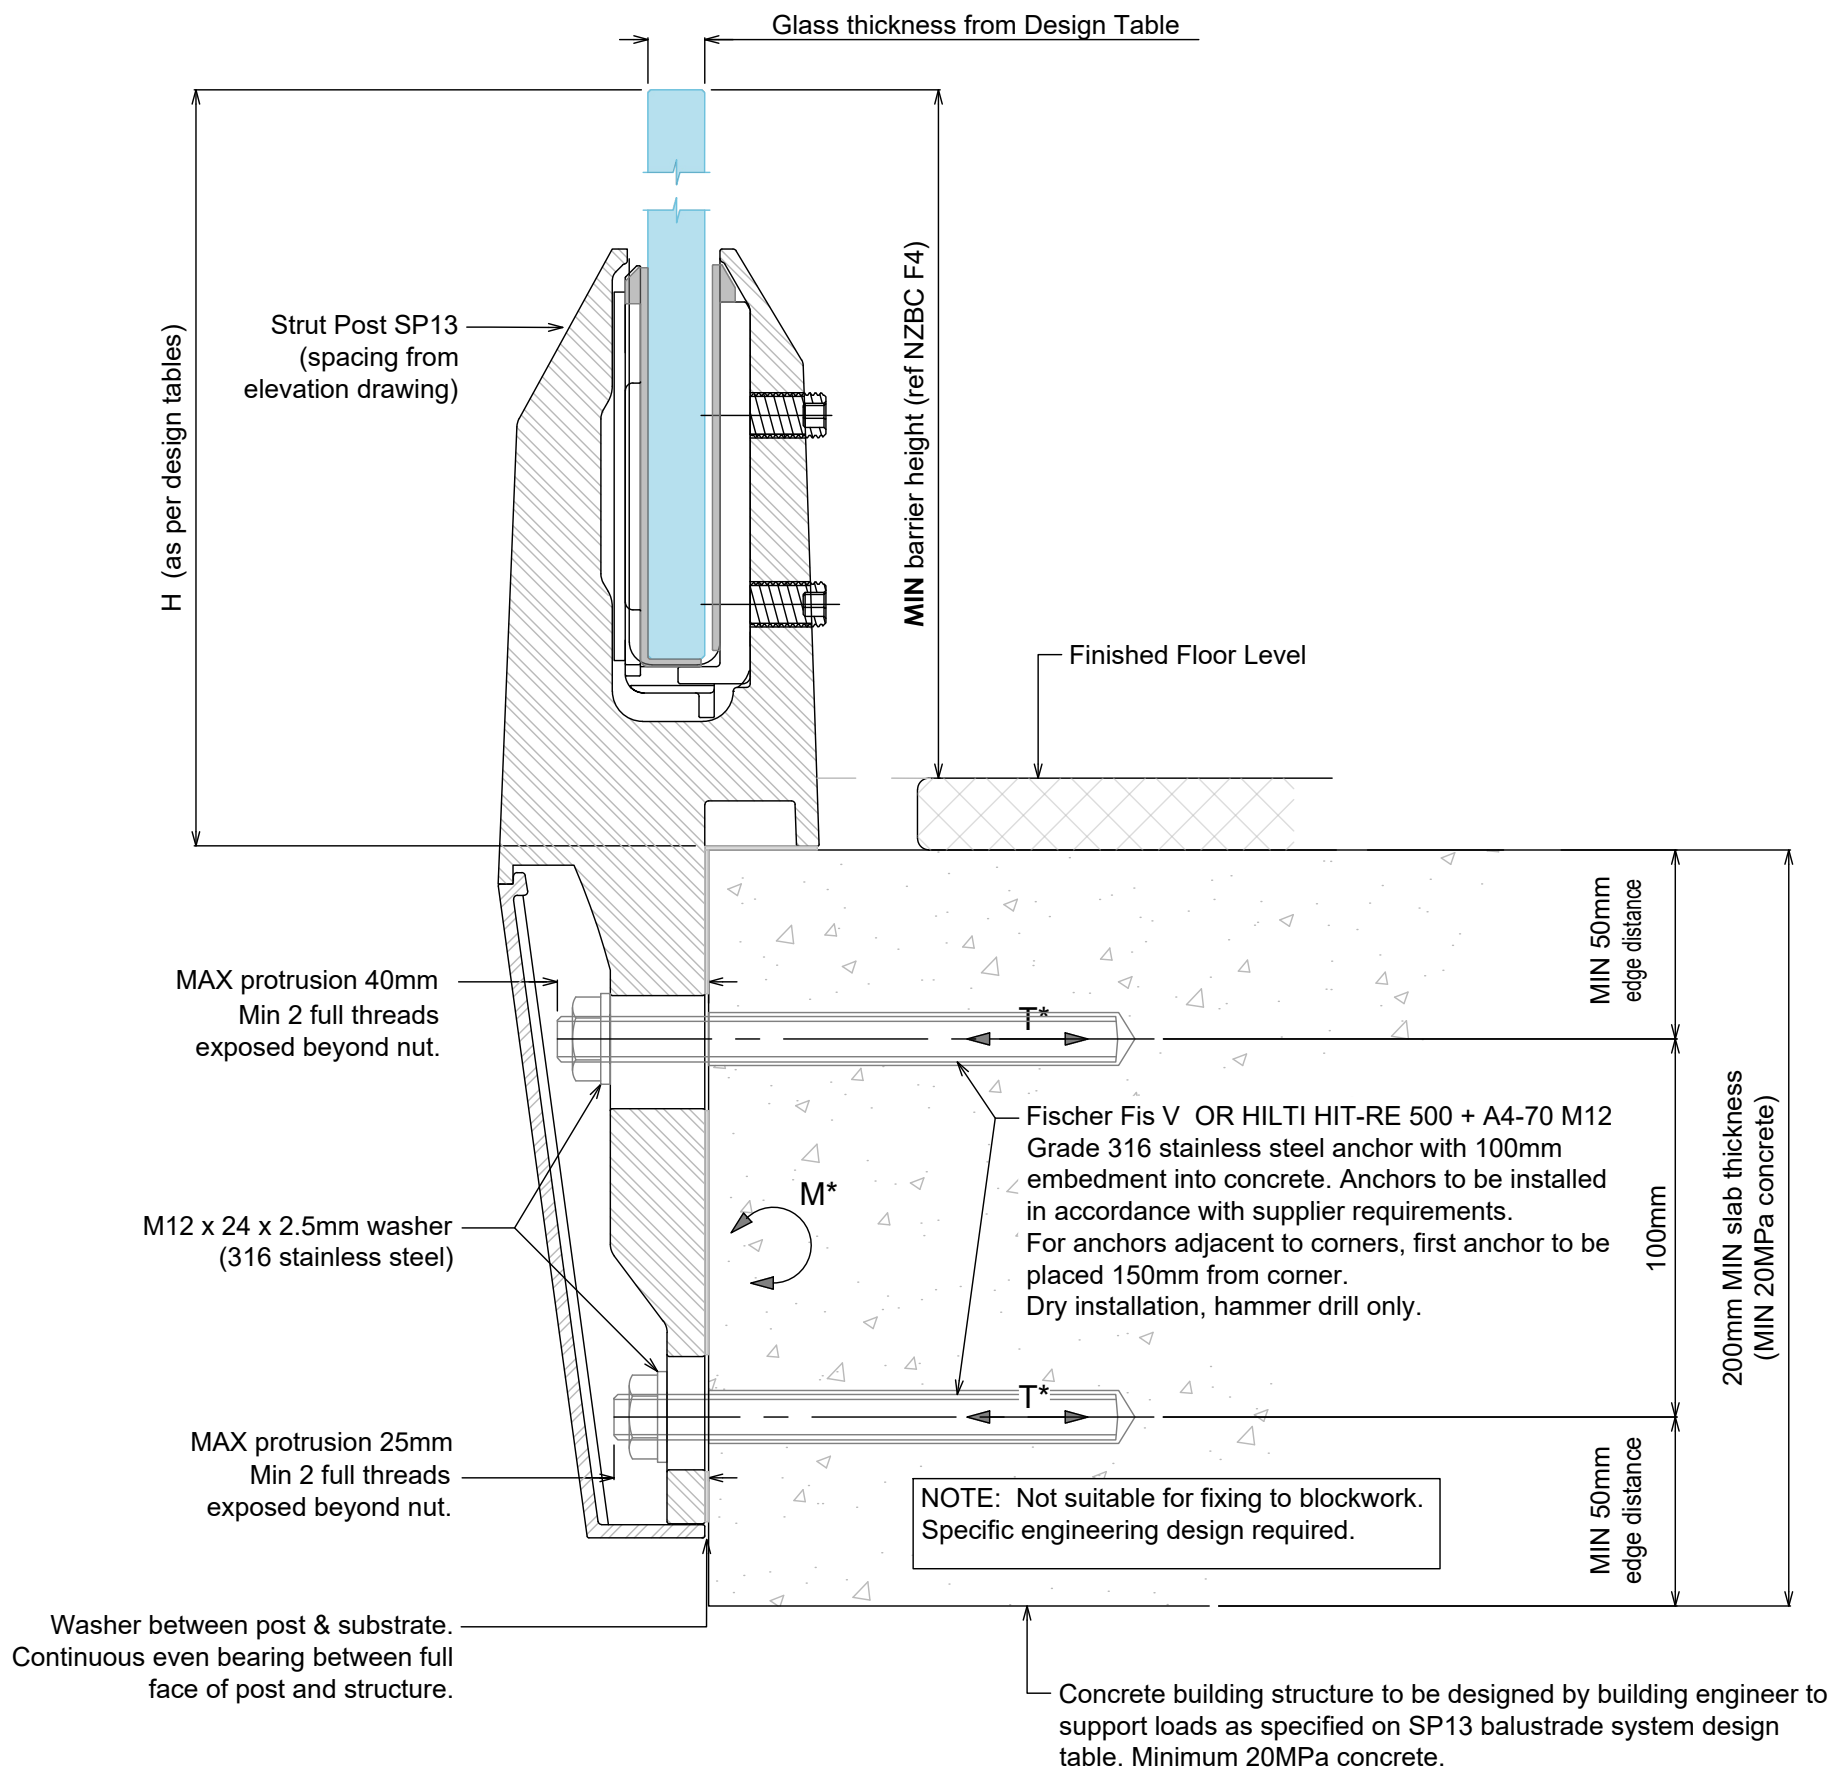 Glass thickness from Design Table
H (as per design tables)
Strut Post SP13
(spacing from
elevation drawing)
MIN barrier height (ref NZBC F4)
Finished Floor Level
MIN 50mm
edge distance
MAX protrusion 40mm
Min 2 full threads
exposed beyond nut.
T*
Fischer Fis V OR HILTI HIT-RE 500 + A4-70 M12
Grade 316 stainless steel anchor with 100mm
embedment into concrete. Anchors to be installed
in accordance with supplier requirements.
For anchors adjacent to corners, first anchor to be
placed 150mm from corner.
Dry installation, hammer drill only.
M*
M12 x 24 x 2.5mm washer
(316 stainless steel)
100mm
200mm MIN slab thickness
(MIN 20MPa concrete)
T*
MAX protrusion 25mm
Min 2 full threads
exposed beyond nut.
NOTE: Not suitable for fixing to blockwork.
Specific engineering design required.
MIN 50mm
edge distance
Washer between post & substrate.
Continuous even bearing between full
face of post and structure.
Concrete building structure to be designed by building engineer to
support loads as specified on SP13 balustrade system design
table. Minimum 20MPa concrete.